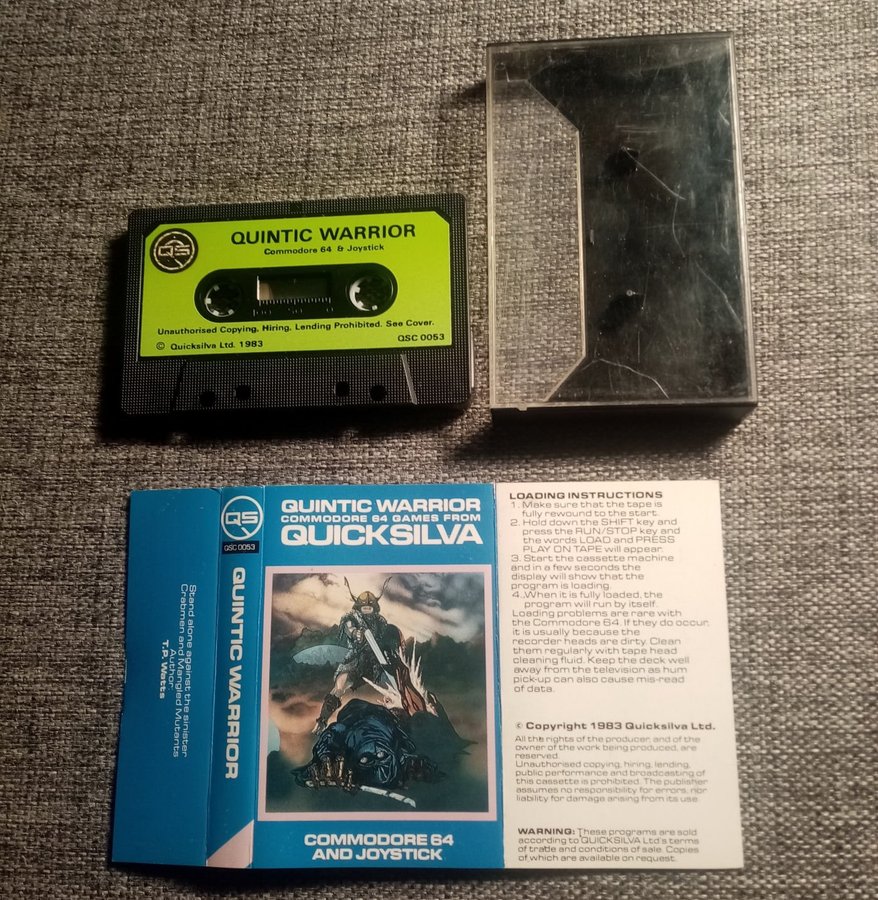 QS
QUINTIC WARRIOR
Commodore 64 & Joystick
Unauthorised Copying, Hiring, Lending Prohibited. See Cover.
© Quicksilva Ltd. 1983
QSC 0053
Stand alone against the sinister
Crabmen and Mangled Mutants
Author:
T.P. Watts
QS
QSC 0053
QUINTIC WARRIOR
QUINTIC WARRIOR
COMMODORE 64 GAMES FROM
QUICKSILVA
COMMODORE 64
AND JOYSTICK
LOADING INSTRUCTIONS
1. Make sure that the tape is
fully rewound to the start.
2. Hold down the SHIFT key and
press the RUN/STOP key and
the words LOAD and PRESS
PLAY ON TAPE will appear.
3. Start the cassette machine
and in a few seconds the
display will show that the
program is loading.
4. When it is fully loaded, the
program will run by itself.
Loading problems are rare with
the Commodore 64. If they do occur,
it is usually because the
recorder heads are dirty. Clean
them regularly with tape head
cleaning fluid. Keep the deck well
away from the television as hum
pick-up can also cause mis-read
of data.
© Copyright 1983 Quicksilva Ltd.
All the rights of the producer, and of the
owner of the work being produced, are
reserved.
Unauthorised copying, hiring, lending,
public performance and broadcasting of
this cassette is prohibited. The publisher
assumes no responsibility for errors, nor
liability for damage arising from its use.
WARNING: These programs are sold
according to QUICKSILVA Ltd's terms
of trade and conditions of sale. Copies
of which are available on request.